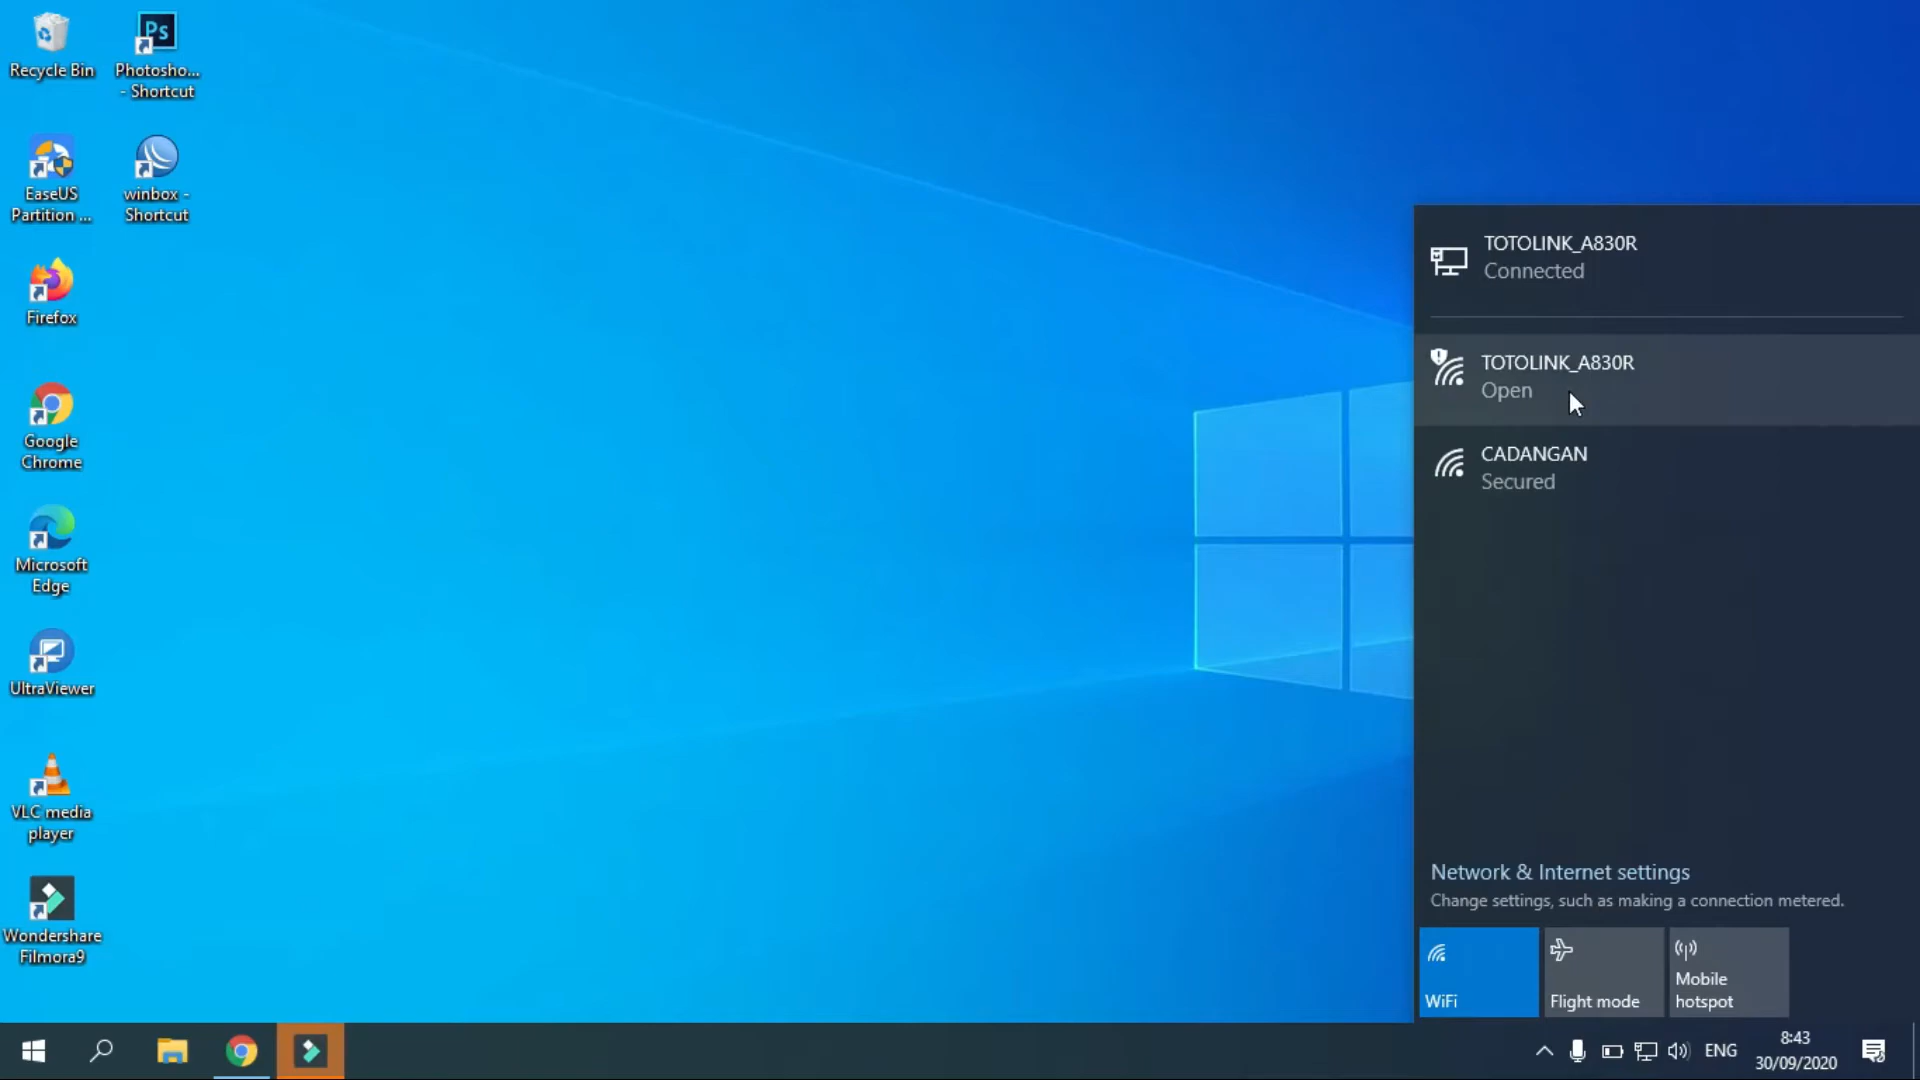 Recycle Bin
Photosho...
- Shortcut
EaseUS
Partition ...
winbox -
Shortcut
Firefox
Google
Chrome
Microsoft
Edge
UltraViewer
VLC media
player
Wondershare
Filmora9
Ps
TOTOLINK_A830R
Connected
TOTOLINK_A830R
Open
CADANGAN
Secured
Network & Internet settings
Change settings, such as making a connection metered.
WiFi
Flight mode
Mobile
hotspot
ENG
8:43
30/09/2020